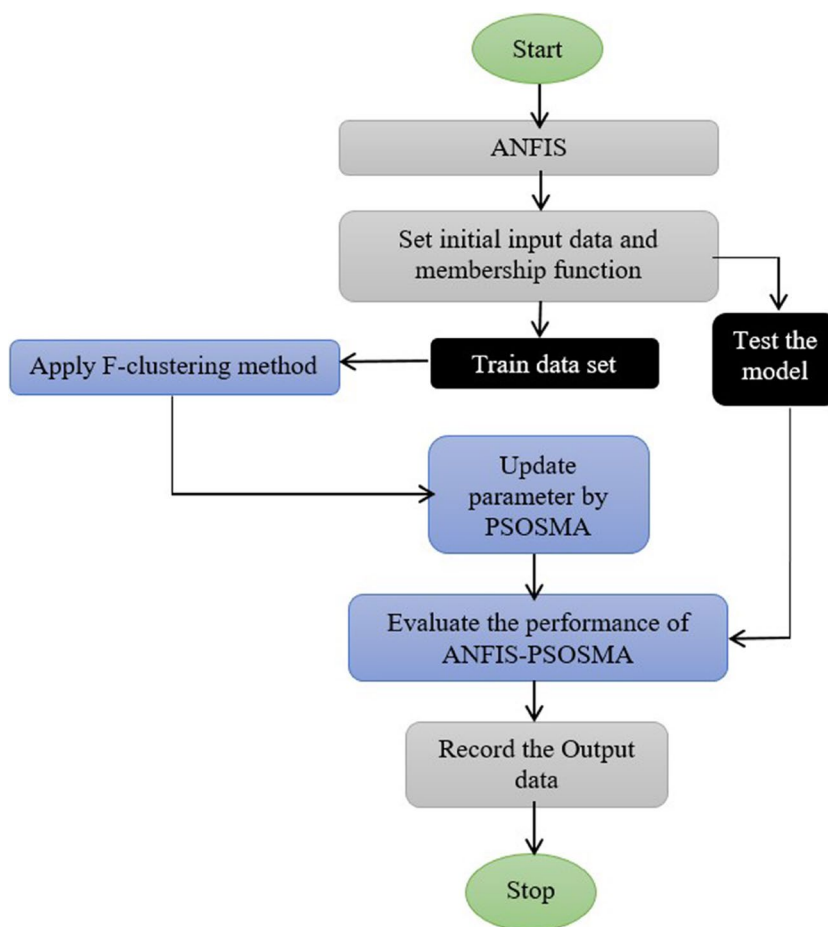 Start
ANFIS
Set initial input data and
membership function
Test the
model
Train data set
Apply F-clustering method
Update
parameter by
PSOSMA
Evaluate the performance of
ANFIS-PSOSMA
Record the Output
data
Stop